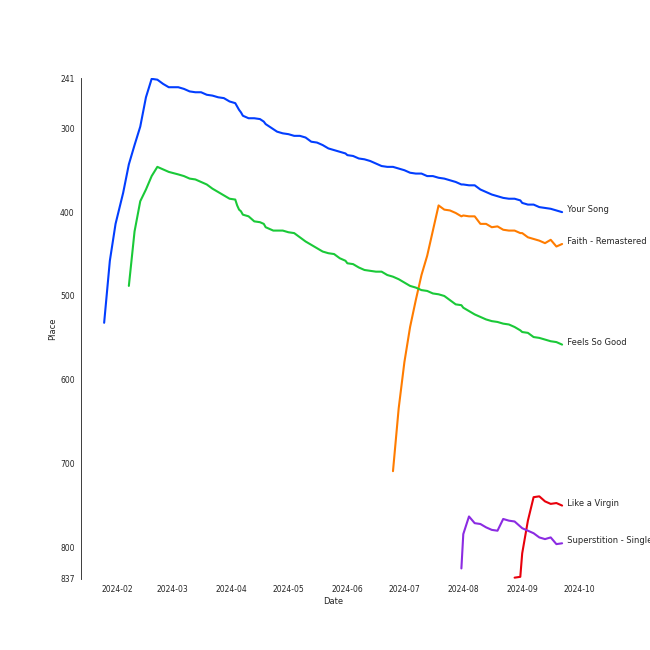 241
300
400
500
600
700
800
837
Place
Your Song
Faith - Remastered
Feels So Good
Like a Virgin
Superstition - Single
2024-02 2024-03 2024-04 2024-05 2024-06 2024-07 2024-08 2024-09 2024-10
Date